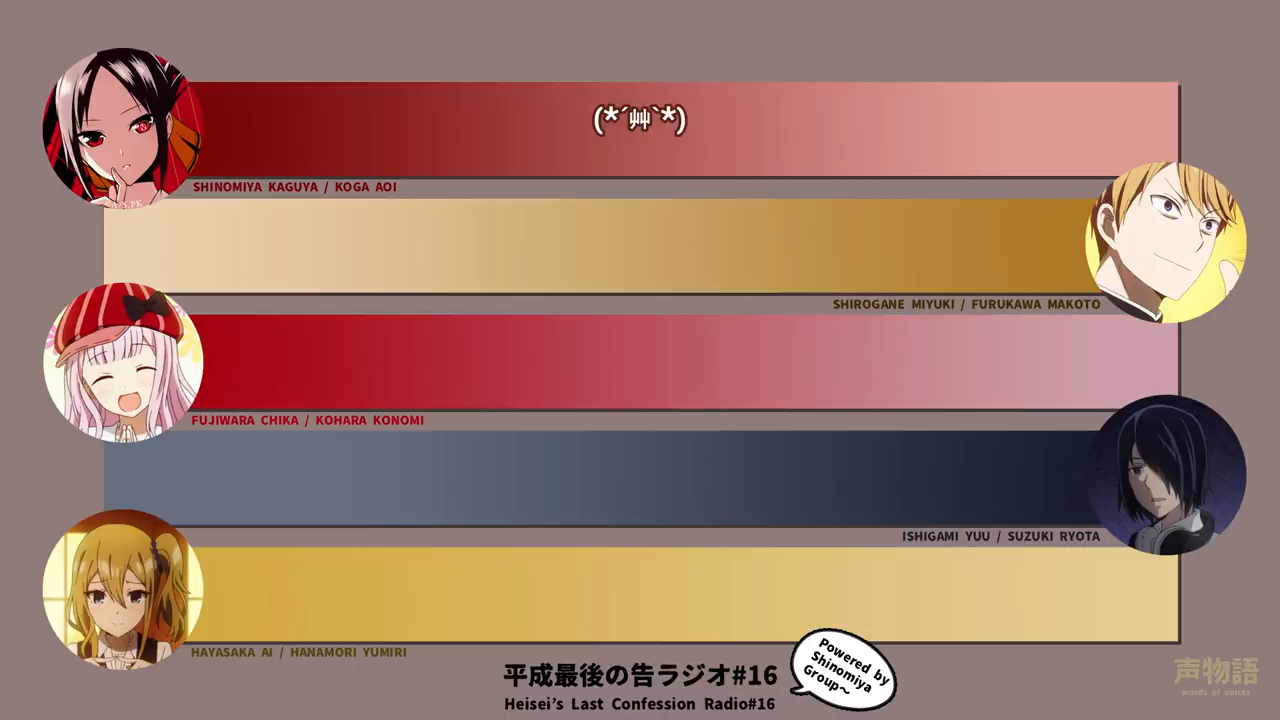 (*´艸`*)
SHINOMIYA KAGUYA / KOGA AOI
SHIROGANE MIYUKI / FURUKAWA MAKOTO
FUJIWARA CHIKA / KOHARA KONOMI
ISHIGAMI YUU / SUZUKI RYOTA
HAYASAKA AI / HANAMORI YUMIRI
平成最後の告ラジオ#16
Heisei's Last Confession Radio#16
Powered by
Shinomiya
Group〜
声物語
words of voices